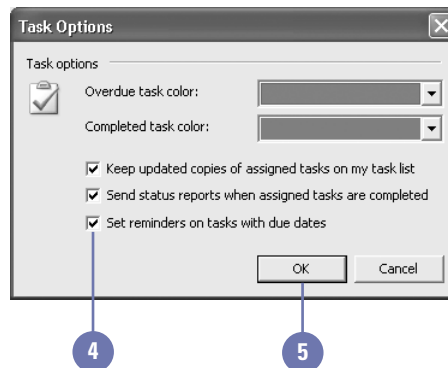 Task Options
Task options
Overdue task color:
Completed task color:
Keep updated copies of assigned tasks on my task list
Send status reports when assigned tasks are completed
Set reminders on tasks with due dates
OK Cancel
4 5